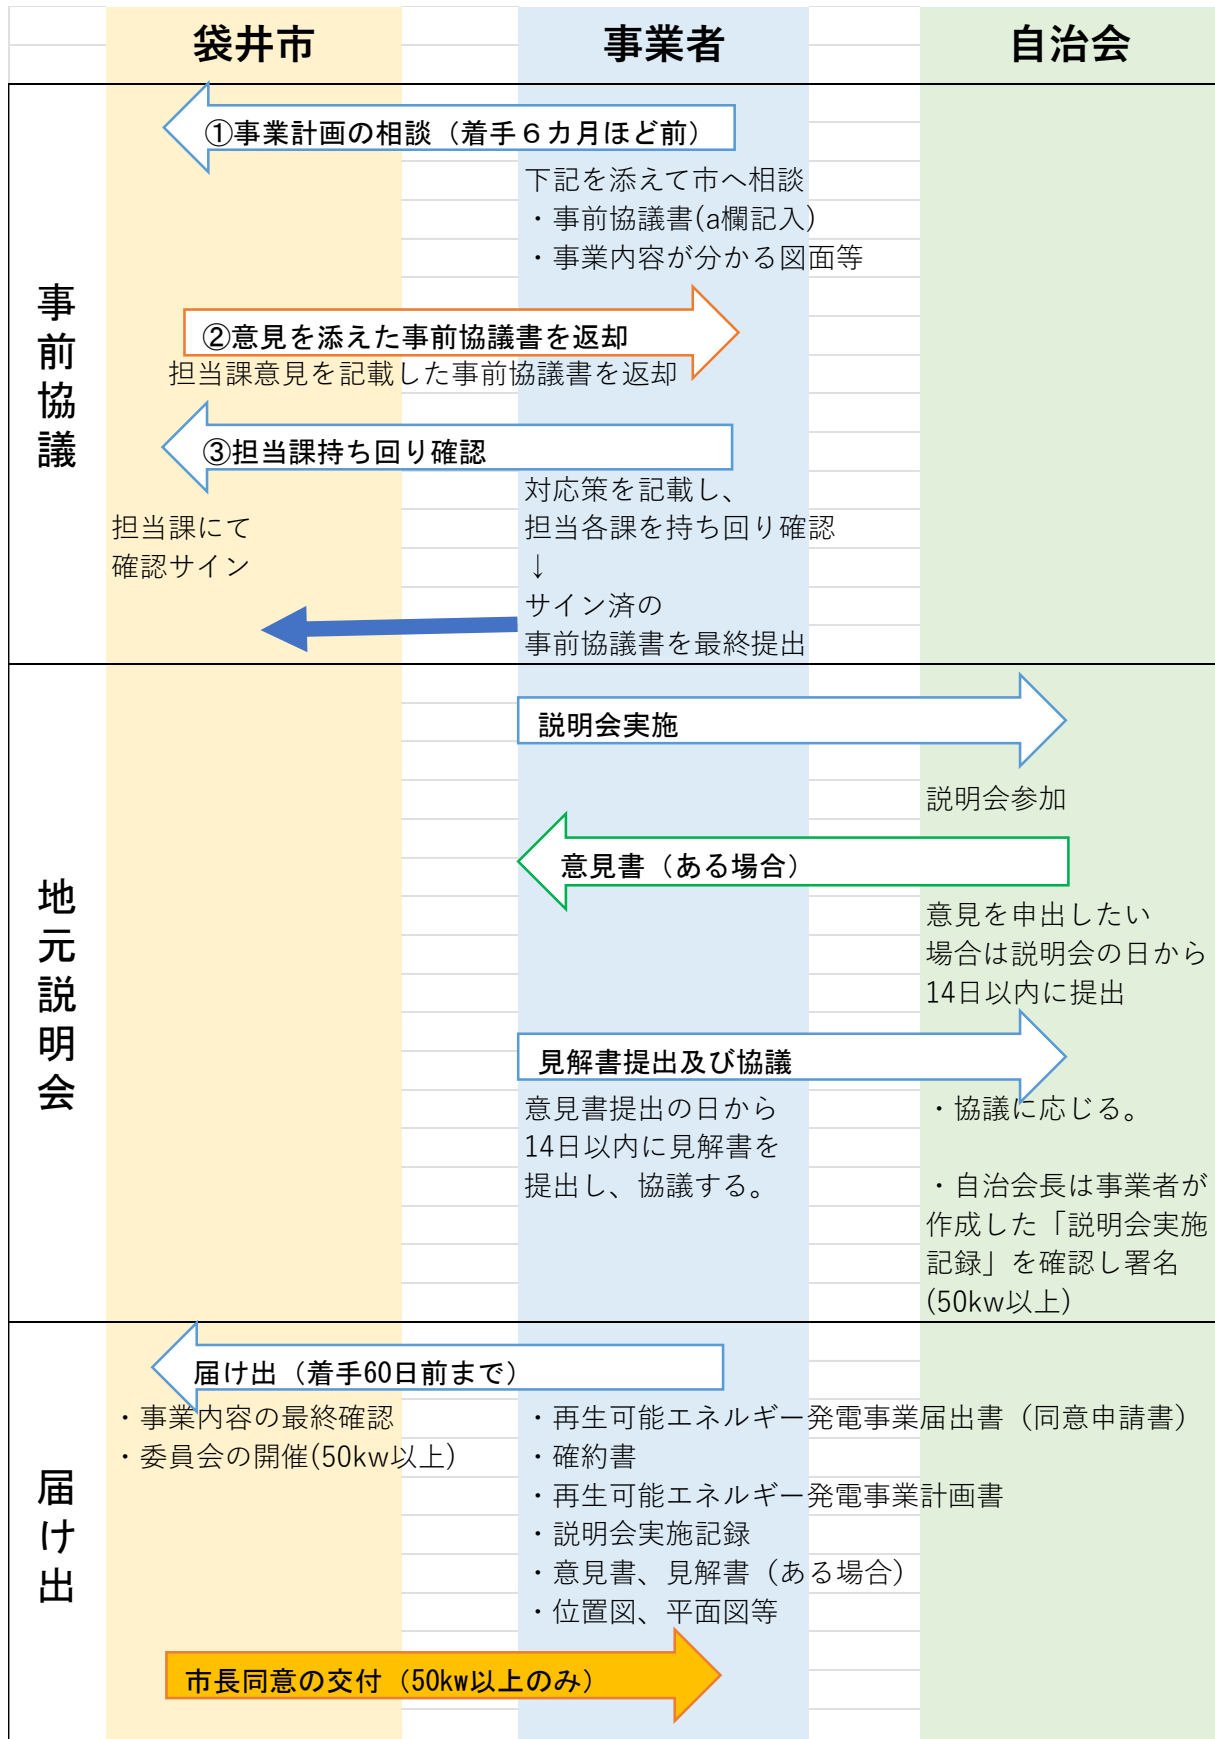 袋井市
事業者
自治会
事前協議
①事業計画の相談（着手６カ月ほど前）
下記を添えて市へ相談
・事前協議書(a欄記入)
・事業内容が分かる図面等
②意見を添えた事前協議書を返却
担当課意見を記載した事前協議書を返却
③担当課持ち回り確認
対応策を記載し、
担当各課を持ち回り確認
↓
サイン済の
事前協議書を最終提出
担当課にて
確認サイン
地元説明会
説明会実施
説明会参加
意見書（ある場合）
意見を申出したい
場合は説明会の日から
14日以内に提出
見解書提出及び協議
意見書提出の日から
14日以内に見解書を
提出し、協議する。
・協議に応じる。
・自治会長は事業者が
作成した「説明会実施
記録」を確認し署名
(50kw以上)
届け出
届け出（着手60日前まで）
・事業内容の最終確認
・委員会の開催(50kw以上)
・再生可能エネルギー発電事業届出書（同意申請書）
・確約書
・再生可能エネルギー発電事業計画書
・説明会実施記録
・意見書、見解書（ある場合）
・位置図、平面図等
市長同意の交付（50kw以上のみ）